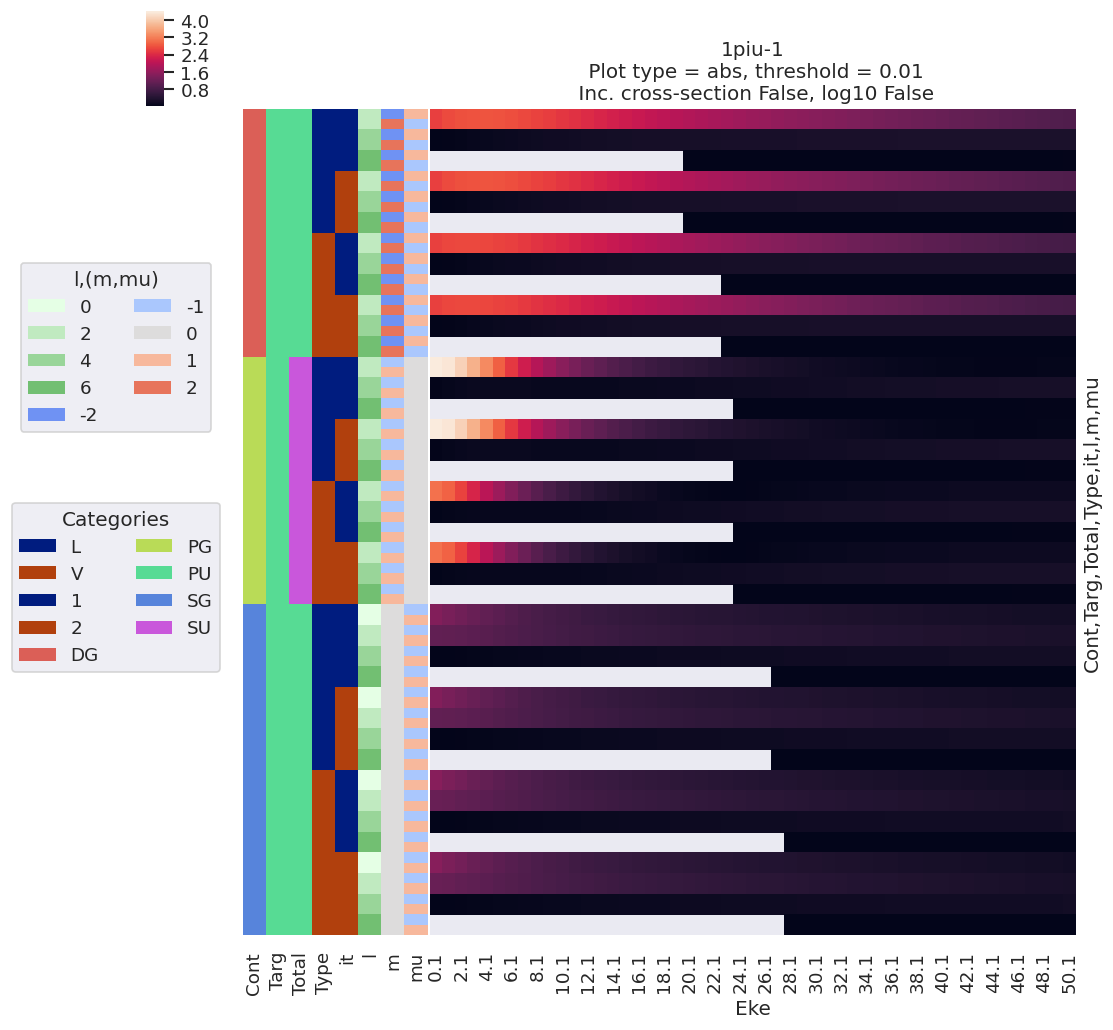 4.0
3.2
2.4
1.6
0.8
1piu-1
Plot type = abs, threshold = 0.01
Inc. cross-section False, log10 False
l,(m,mu)
0 -1
2 0
4 1
6 2
-2
Categories
L PG
V PU
1 SG
2 SU
DG
Cont,Targ,Total,Type,it,l,m,mu
Cont Targ Total Type it l m mu 0.1 2.1 4.1 6.1 8.1 10.1 12.1 14.1 16.1 18.1 20.1 22.1 24.1 26.1 28.1 30.1 32.1 34.1 36.1 38.1 40.1 42.1 44.1 46.1 48.1 50.1
Eke